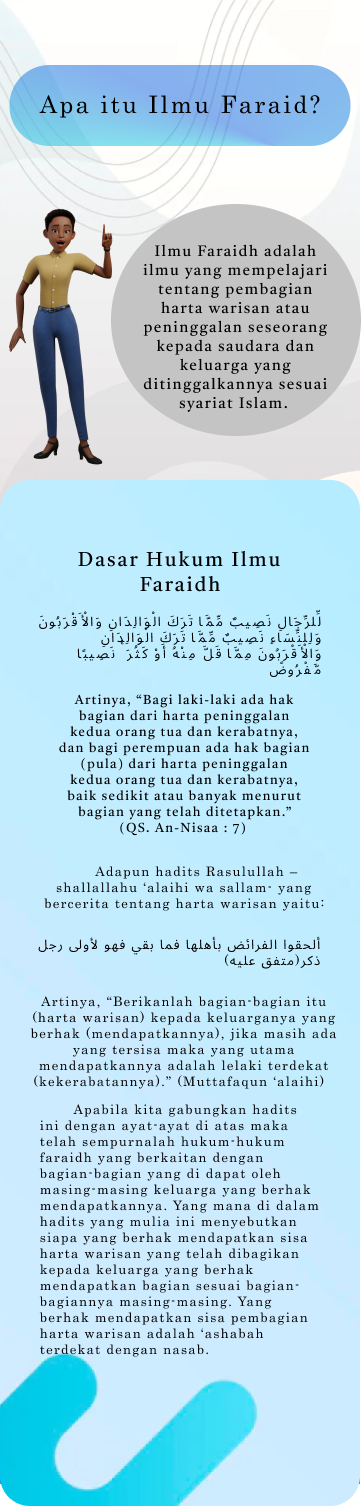 Apa itu Ilmu Faraid?
Ilmu Faraidh adalah
ilmu yang mempelajari
tentang pembagian
harta warisan atau
peninggalan seseorang
kepada saudara dan
keluarga yang
ditinggalkannya sesuai
syariat Islam.
Dasar Hukum Ilmu
Faraidh
لِّلرِّجَالِ نَصِيبٌ مِّمَّا تَرَكَ الْوَالِدَانِ وَالْأَقْرَبُونَ
وَلِلنِّسَاءِ نَصِيبٌ مِّمَّا تَرَكَ الْوَالِدَانِ
وَالْأَقْرَبُونَ مِمَّا قَلَّ مِنْهُ أَوْ كَثُرَ ۚ نَصِيبًا
مَّفْرُوضً
Artinya, “Bagi laki-laki ada hak
bagian dari harta peninggalan
kedua orang tua dan kerabatnya,
dan bagi perempuan ada hak bagian
(pula) dari harta peninggalan
kedua orang tua dan kerabatnya,
baik sedikit atau banyak menurut
bagian yang telah ditetapkan.”
(QS. An-Nisaa : 7)
Adapun hadits Rasulullah –
shallallahu ‘alaihi wa sallam- yang
bercerita tentang harta warisan yaitu:
ألحقوا الفرائض بأهلها فما بقي فهو لأولى رجل
ذكر(متفق عليه)
Artinya, “Berikanlah bagian-bagian itu
(harta warisan) kepada keluarganya yang
berhak (mendapatkannya), jika masih ada
yang tersisa maka yang utama
mendapatkannya adalah lelaki terdekat
(kekerabatannya).” (Muttafaqun ‘alaihi)
Apabila kita gabungkan hadits
ini dengan ayat-ayat di atas maka
telah sempurnalah hukum-hukum
faraidh yang berkaitan dengan
bagian-bagian yang di dapat oleh
masing-masing keluarga yang berhak
mendapatkannya. Yang mana di dalam
hadits yang mulia ini menyebutkan
siapa yang berhak mendapatkan sisa
harta warisan yang telah dibagikan
kepada keluarga yang berhak
mendapatkan bagian sesuai bagian-
bagiannya masing-masing. Yang
berhak mendapatkan sisa pembagian
harta warisan adalah ‘ashabah
terdekat dengan nasab.